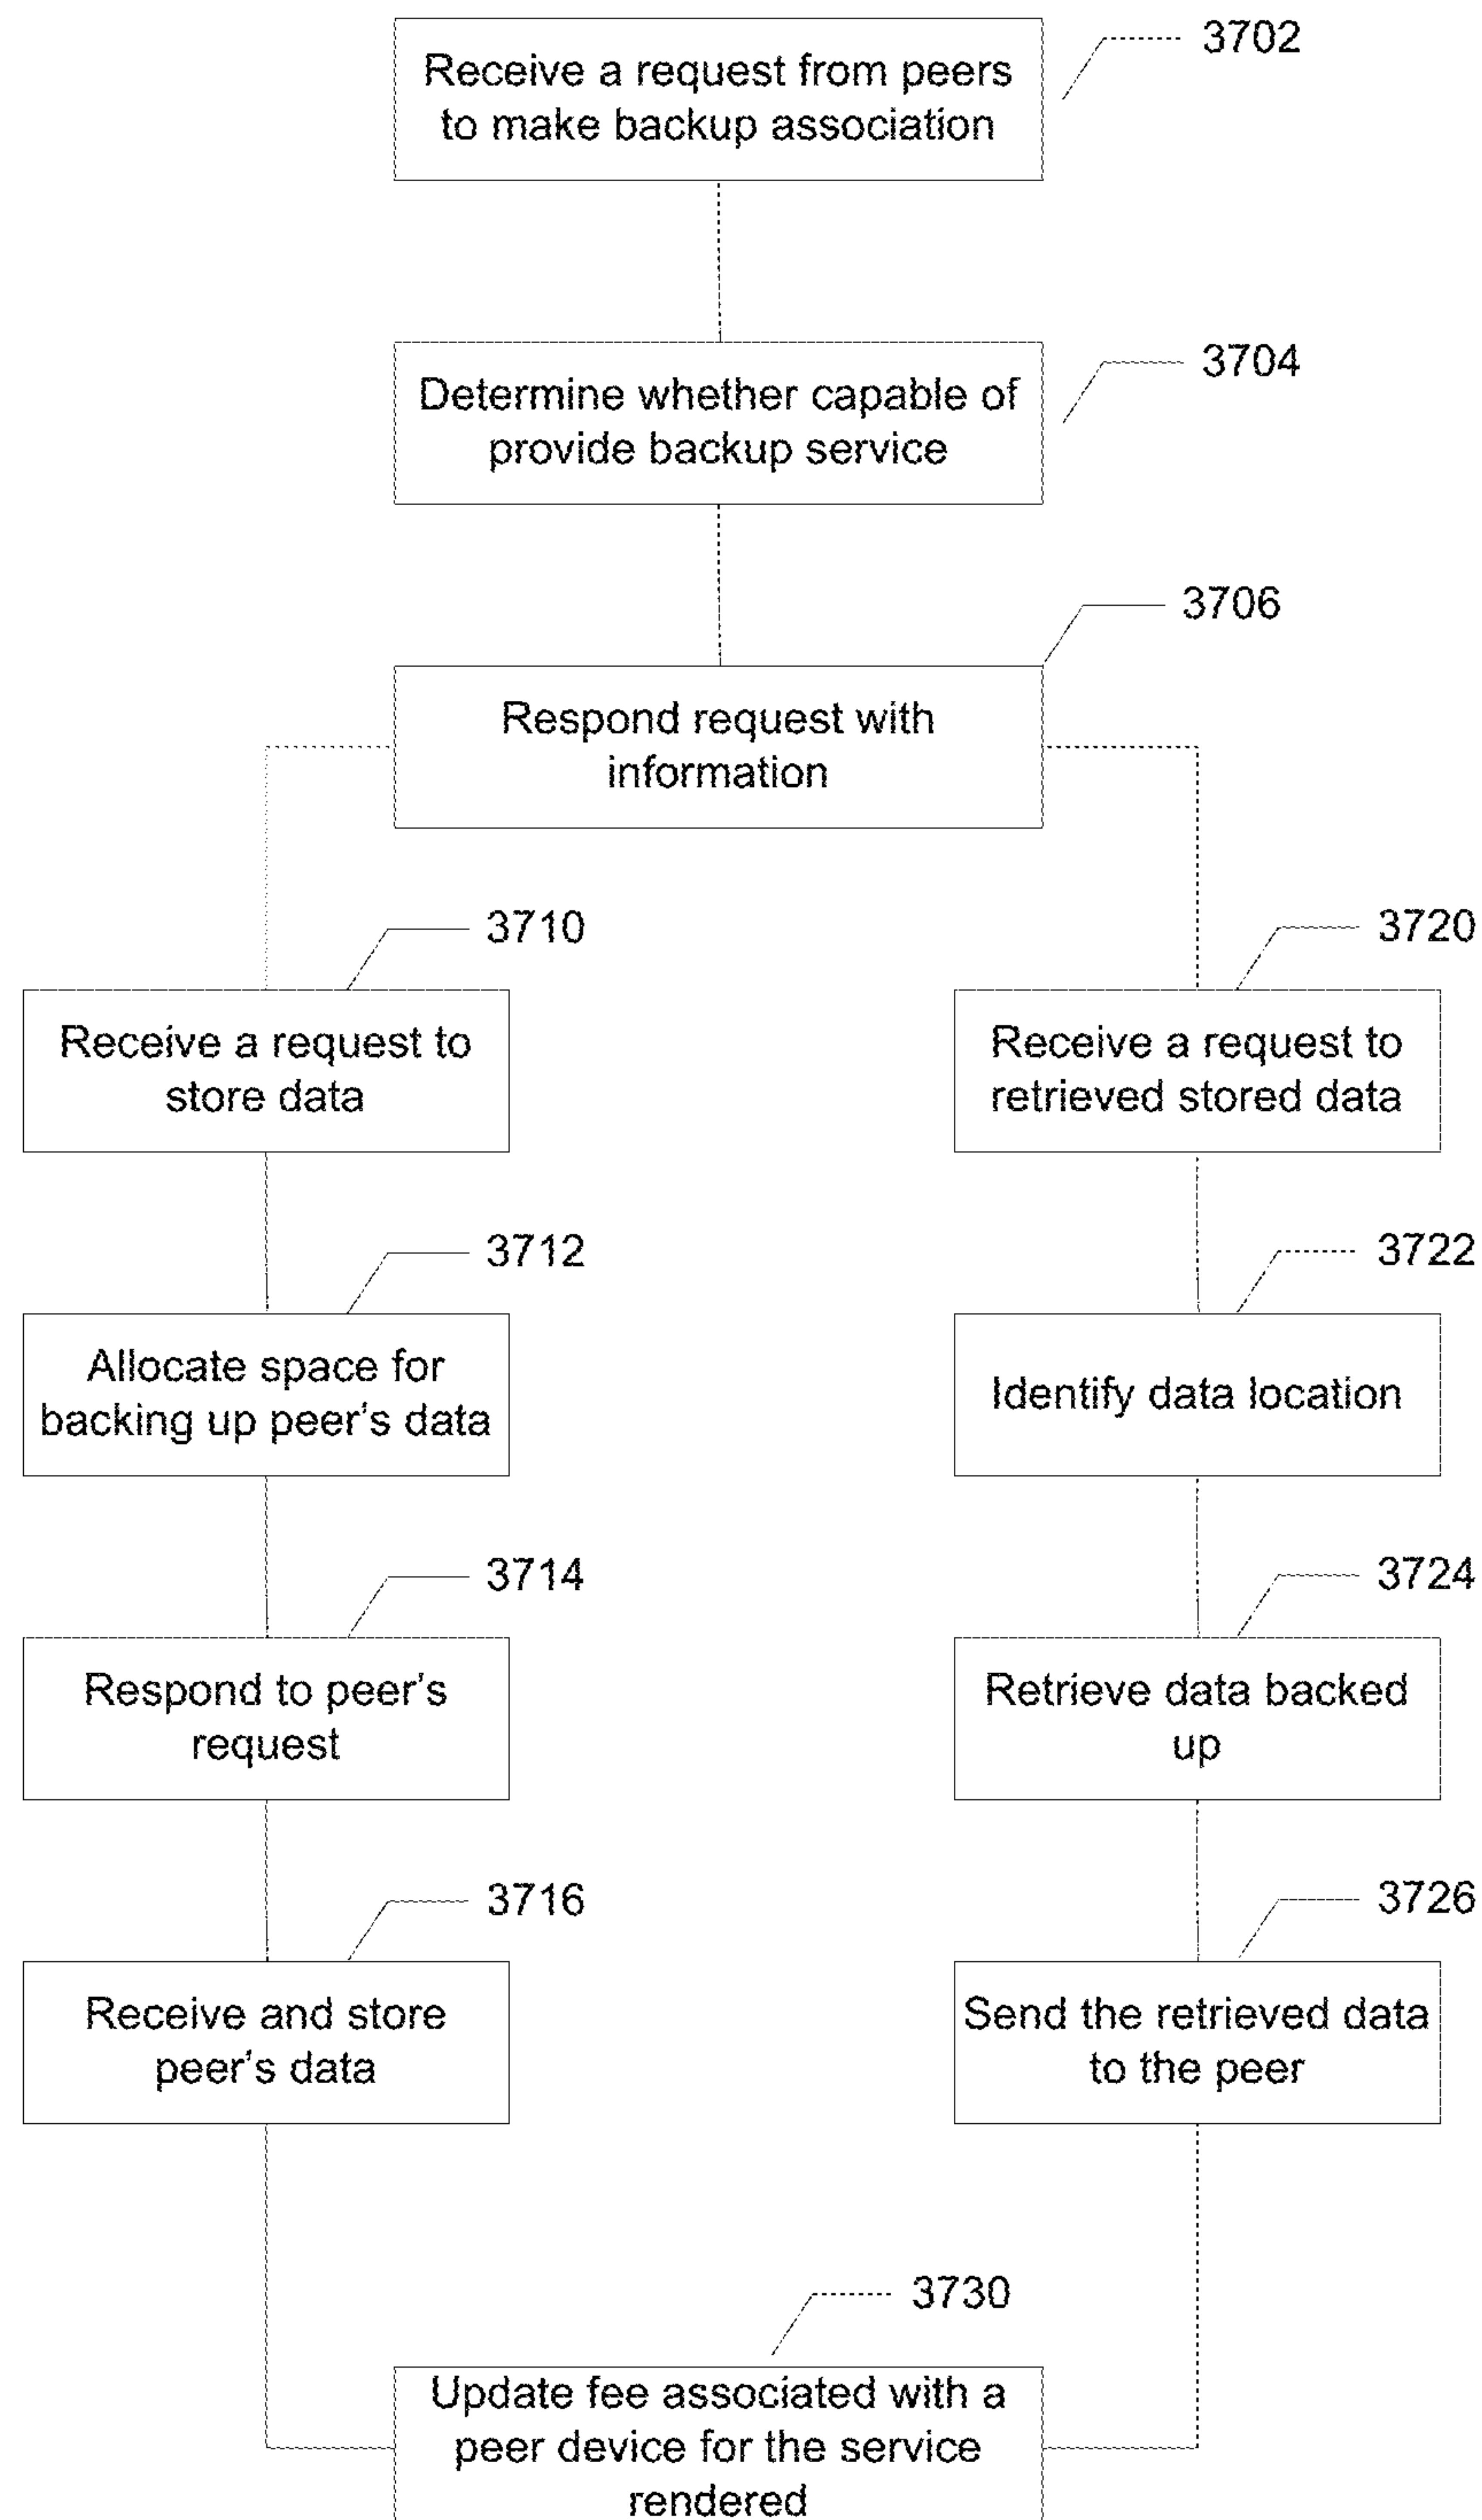 3702
Receive a request from peers
to make backup association
3704
Determine whether capable of
provide backup service
3706
Respond request with
information
3710
Receive a request to
store data
3712
Allocate space for
backing up peer's data
3714
Respond to peer's
request
3716
Receive and store
peer's data
3720
Receive a request to
retrieved stored data
3722
Identify data location
3724
Retrieve data backed
up
3726
Send the retrieved data
to the peer
3730
Update fee associated with a
peer device for the service
rendered